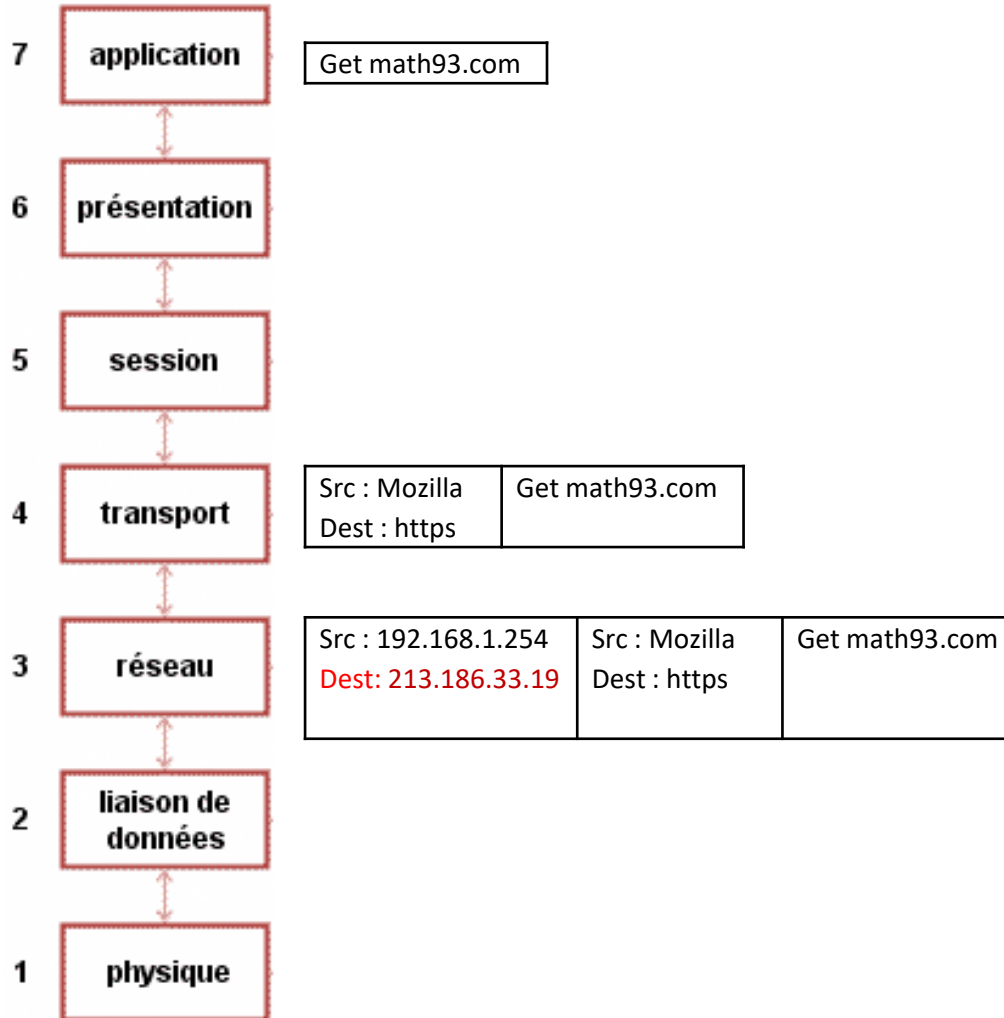 7 application Get math93.com
6 présentation
5 session
4 transport Src : Mozilla Get math93.com
Dest : https
3 réseau Src : 192.168.1.254 Src : Mozilla Get math93.com
Dest: 213.186.33.19 Dest : https
2 liaison de
données
1 physique